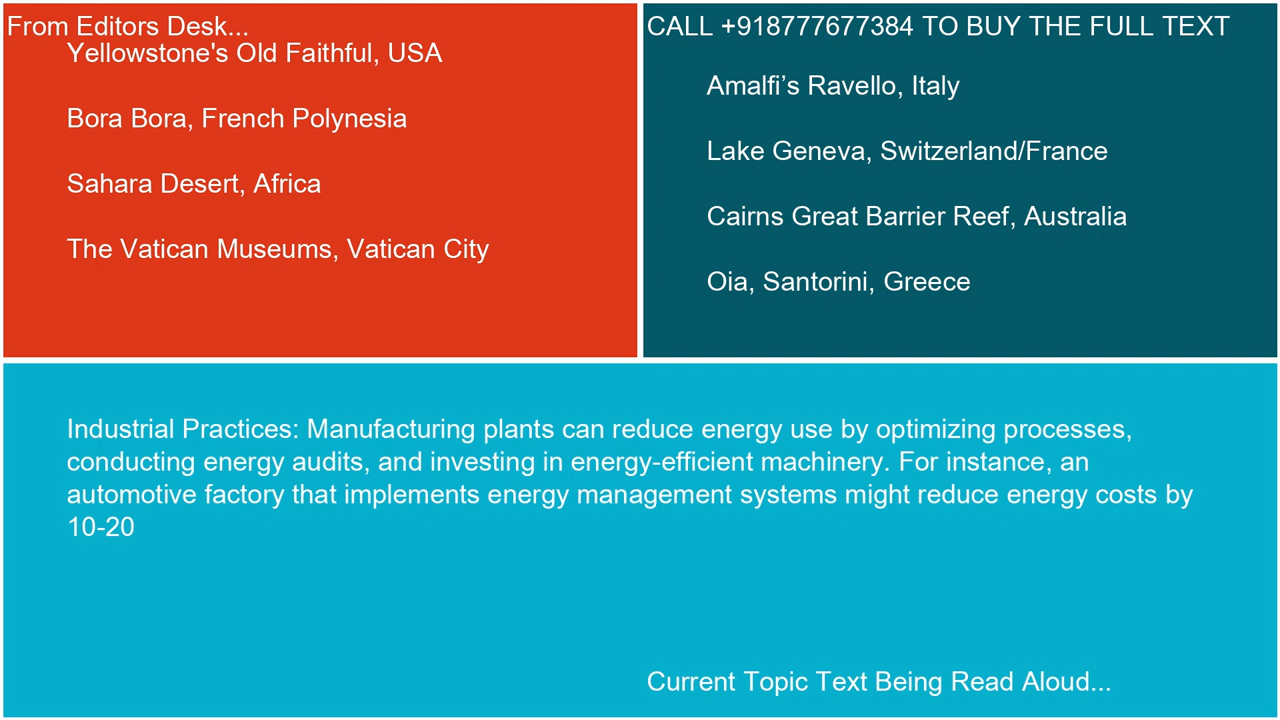 From Editors Desk...
Yellowstone's Old Faithful, USA
Bora Bora, French Polynesia
Sahara Desert, Africa
The Vatican Museums, Vatican City
CALL +918777677384 TO BUY THE FULL TEXT
Amalfi’s Ravello, Italy
Lake Geneva, Switzerland/France
Cairns Great Barrier Reef, Australia
Oia, Santorini, Greece
Industrial Practices: Manufacturing plants can reduce energy use by optimizing processes,
conducting energy audits, and investing in energy-efficient machinery. For instance, an
automotive factory that implements energy management systems might reduce energy costs by
10-20
Current Topic Text Being Read Aloud...